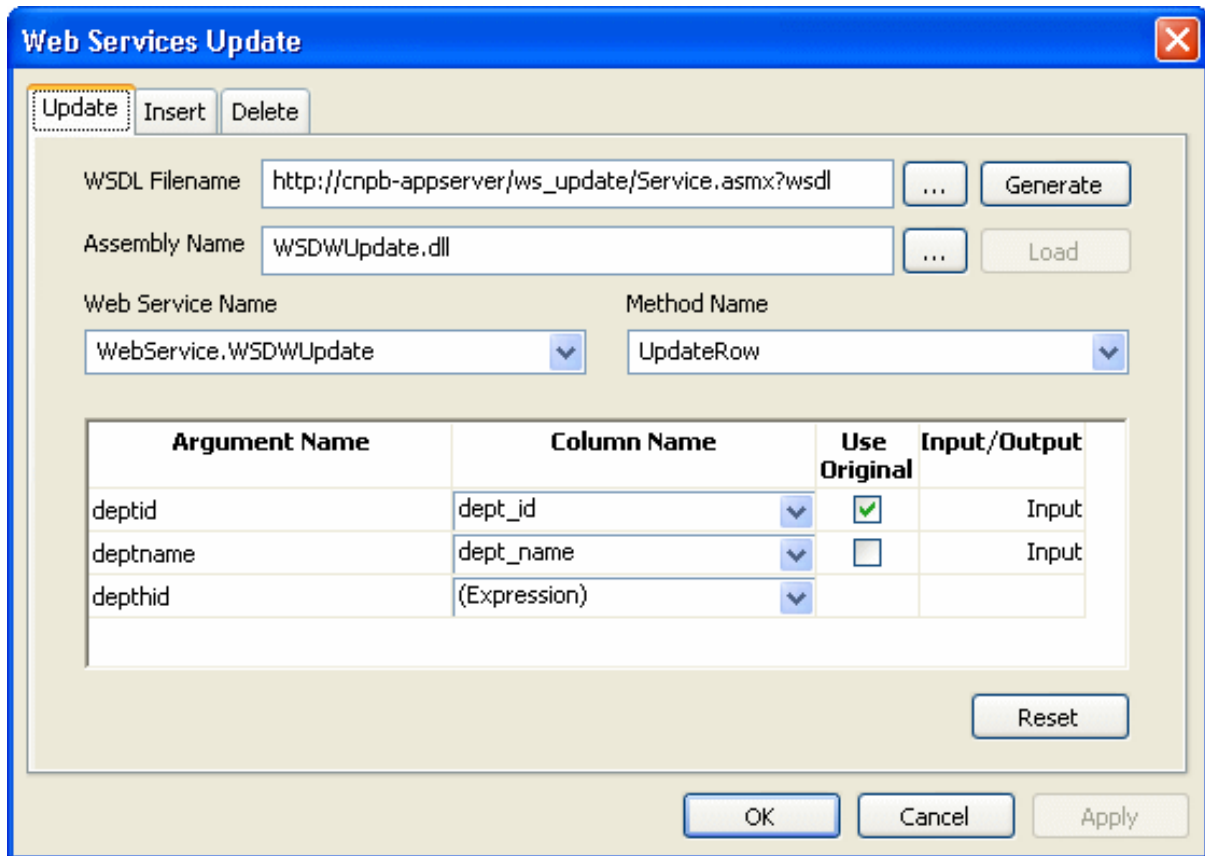 Web Services Update
Update Insert Delete
WSDL Filename http://cnpb-appserver/ws_update/Service.asmx?wsdl ... Generate
Assembly Name WSDWUpdate.dll ... Load
Web Service Name Method Name
WebService.WSDWUpdate UpdateRow
Argument Name Column Name Use Original Input/Output
deptid dept_id Input
deptname dept_name Input
depthid (Expression)
Reset
OK Cancel Apply